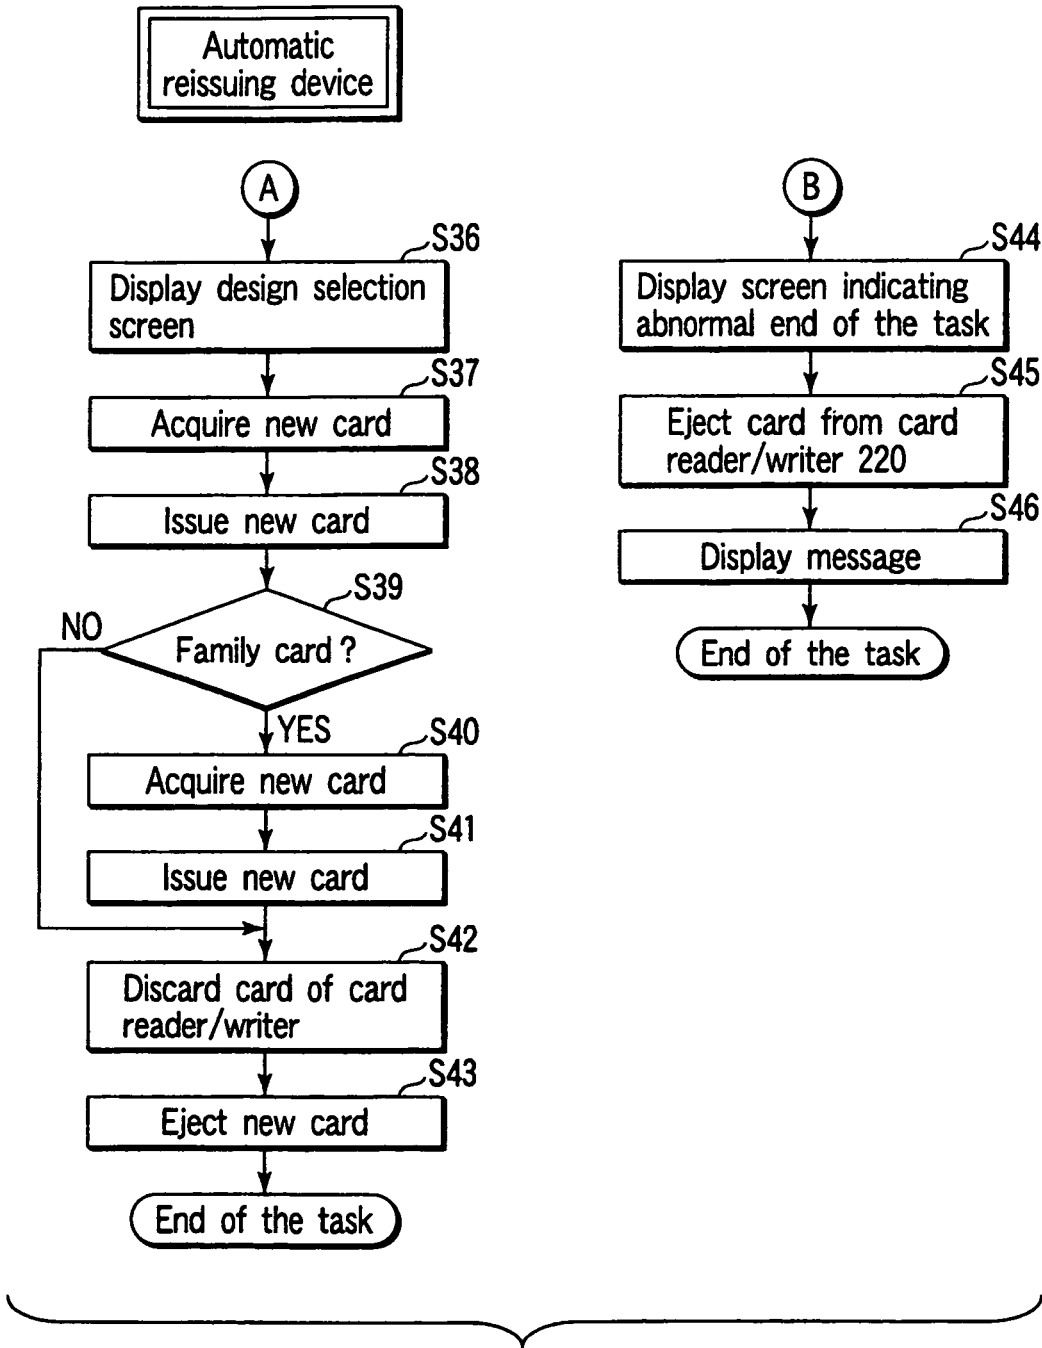 Automatic
reissuing device
A
S36
Display design selection
screen
S37
Acquire new card
S38
Issue new card
S39
NO
Family card ?
YES
S40
Acquire new card
S41
Issue new card
S42
Discard card of card
reader/writer
S43
Eject new card
End of the task
B
S44
Display screen indicating
abnormal end of the task
S45
Eject card from card
reader/writer 220
S46
Display message
End of the task